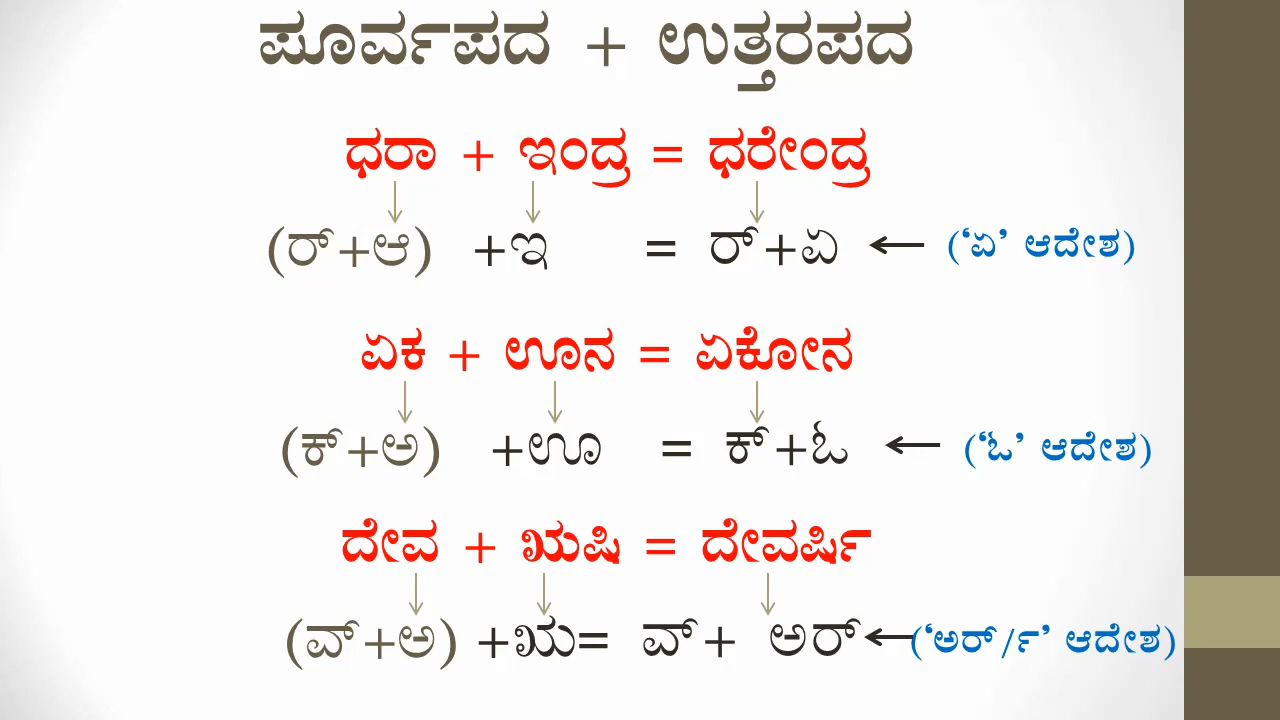 ಪೂರ್ವಪದ + ಉತ್ತರಪದ
ಧರಾ + ಇಂದ್ರ = ಧರೇಂದ್ರ
(ರ್+ಆ) +ಇ = ರ್+ಏ ← (‘ಏ’ ಆದೇಶ)
ಏಕ + ಊನ = ಏಕೋನ
(ಕ್+ಅ) +ಊ = ಕ್+ಓ ← (‘ಓ’ ಆದೇಶ)
ದೇವ + ಋಷಿ = ದೇವರ್ಷಿ
(ವ್+ಅ) +ಋ= ವ್+ ಅರ್ ← (‘ಅರ್/ರ್’ ಆದೇಶ)